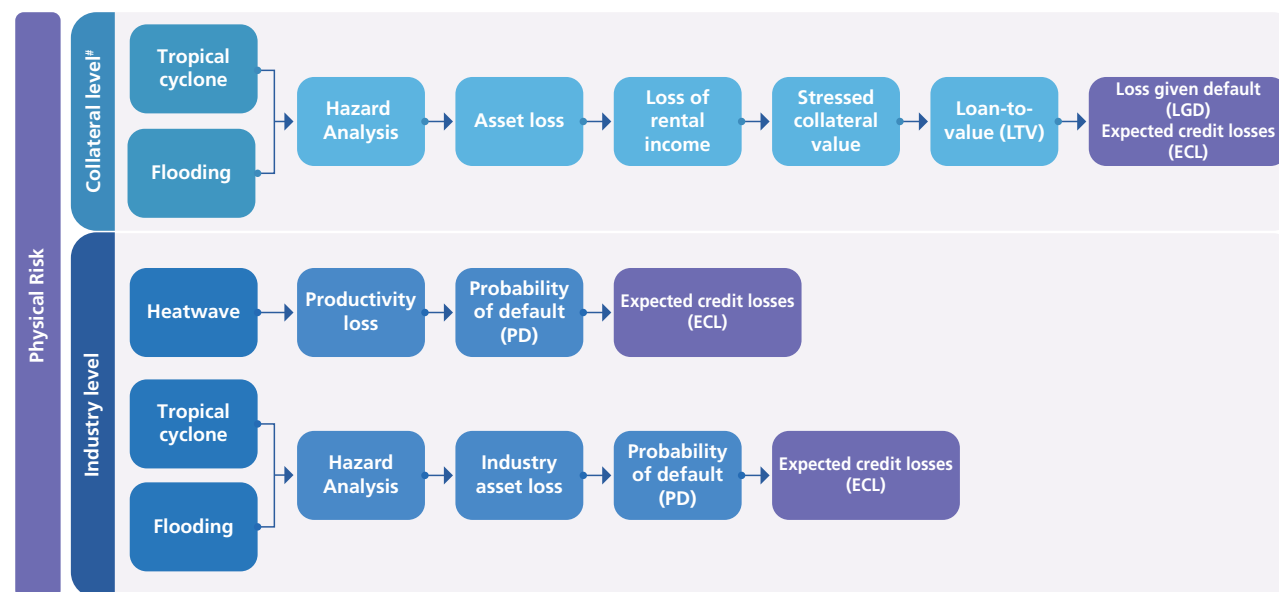 Physical Risk
Collateral level#
Tropical
cyclone
Flooding
Hazard
Analysis
Asset loss
Loss of
rental
income
Stressed
collateral
value
Loan-to-
value (LTV)
Loss given default
(LGD)
Expected credit losses
(ECL)
Industry level
Heatwave
Productivity
loss
Probability
of default
(PD)
Expected credit losses
(ECL)
Tropical
cyclone
Flooding
Hazard
Analysis
Industry
asset loss
Probability
of default
(PD)
Expected credit losses
(ECL)